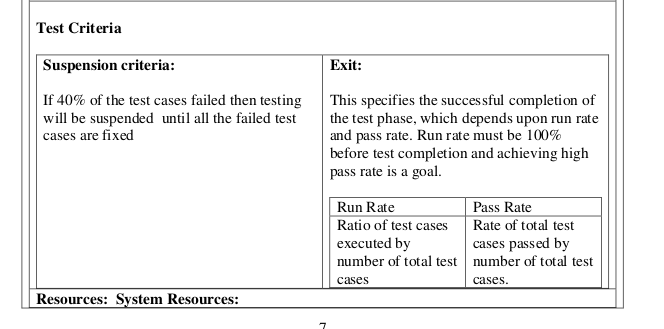 Test Criteria
Suspension criteria:
If 40% of the test cases failed then testing
will be suspended until all the failed test
cases are fixed
Exit:
This specifies the successful completion of
the test phase, which depends upon run rate
and pass rate. Run rate must be 100%
before test completion and achieving high
pass rate is a goal.
Run Rate
Ratio of test cases
executed by
number of total test
cases
Pass Rate
Rate of total test
cases passed by
number of total test
cases.
Resources: System Resources:
7